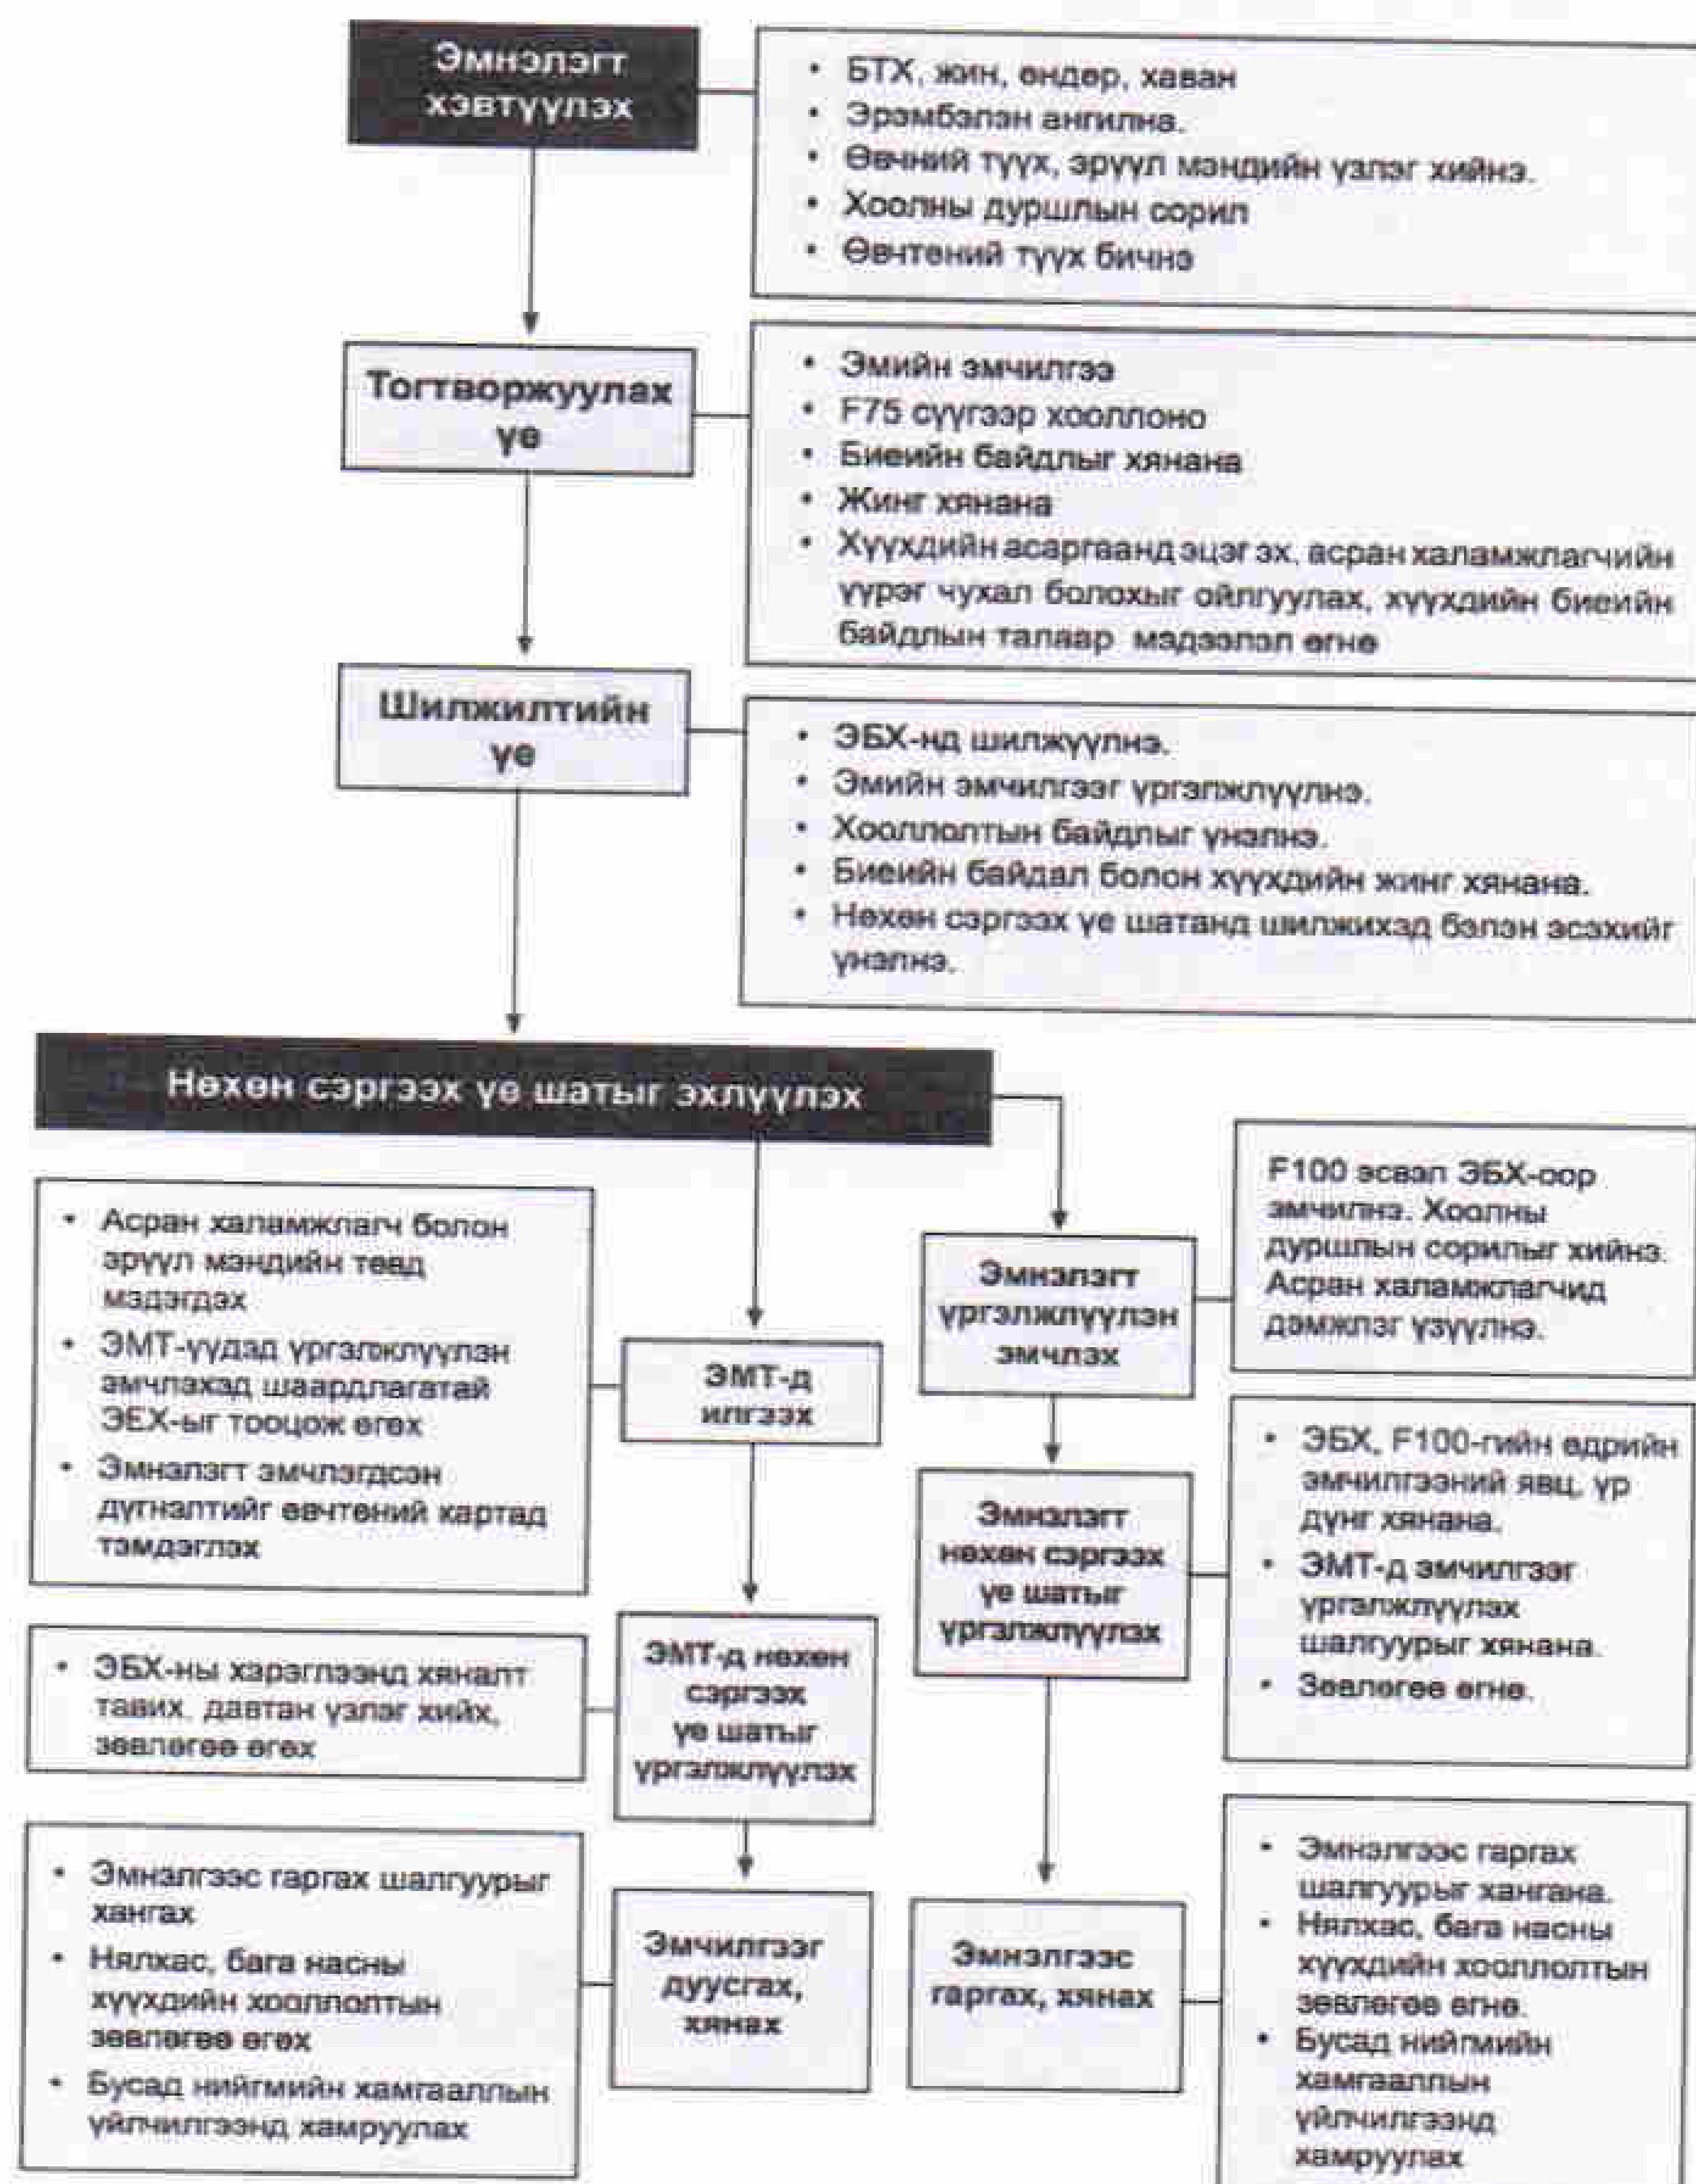 Эмнэлэгт
хэвтүүлэх
• БТХ, жин, өндөр, хаван
• Эрэмбэлэн ангилна.
• Өвчний түүх, эрүүл мэндийн үзлэг хийнэ.
• Хоолны дуршлын сорил
• Өвчтөний түүх бичнэ
Тогтворжуулах
үе
• Эмийн эмчилгээ
• F75 сүүгээр хооллоно
• Биеийн байдлыг хянана
• Жинг хянана
• Хүүхдийн асаргаанд эцэг эх, асран халамжлагчийн
үүрэг чухал болохыг ойлгуулах, хүүхдийн биеийн
байдлын талаар мэдээлэл өгнө
Шилжилтийн
үе
• ЭБХ-нд шилжүүлнэ.
• Эмийн эмчилгээг үргэлжлүүлнэ.
• Хооллолтын байдлыг үнэлнэ.
• Биеийн байдал болон хүүхдийн жинг хянана.
• Нөхөн сэргээх үе шатанд шилжихэд бэлэн эсэхийг
үнэлнэ.
Нөхөн сэргээх үе шатыг эхлүүлэх
• Асран халамжлагч болон
эрүүл мэндийн төвд
мэдэгдэх
• ЭМТ-үүдэд үргэлжлүүлэн
эмчлэхэд шаардлагатай
ЭЕХ-ыг тооцож өгөх
• Эмнэлэгт эмчлэгдсэн
дүгнэлтийг өвчтөний картад
тэмдэглэх
ЭМТ-д
илгээх
Эмнэлэгт
үргэлжлүүлэн
эмчлэх
F100 эсвэл ЭБХ-оор
эмчилнэ. Хоолны
дуршлын сорилыг хийнэ.
Асран халамжлагчид
дэмжлэг үзүүлнэ.
Эмнэлэгт
нөхөн сэргээх
үе шатыг
үргэлжлүүлэх
• ЭБХ, F100-гийн өдрийн
эмчилгээний явц, үр
дүнг хянана.
• ЭМТ-д эмчилгээг
үргэлжлүүлэх
шалгуурыг хянана.
• Зөвлөгөө өгнө.
• ЭБХ-ны хэрэглээнд хяналт
тавих, давтан үзлэг хийх,
зөвлөгөө өгөх
ЭМТ-д нөхөн
сэргээх
үе шатыг
үргэлжлүүлэх
• Эмнэлгээс гаргах шалгуурыг
хангах
• Нялхас, бага насны
хүүхдийн хооллолтын
зөвлөгөө өгөх
• Бусад нийгмийн хамгааллын
үйлчилгээнд хамруулах
Эмчилгээг
дуусгах,
хянах
Эмнэлгээс
гаргах, хянах
• Эмнэлгээс гаргах
шалгуурыг хангана.
• Нялхас, бага насны
хүүхдийн хооллолтын
зөвлөгөө өгнө.
• Бусад нийгмийн
хамгааллын
үйлчилгээнд
хамруулах